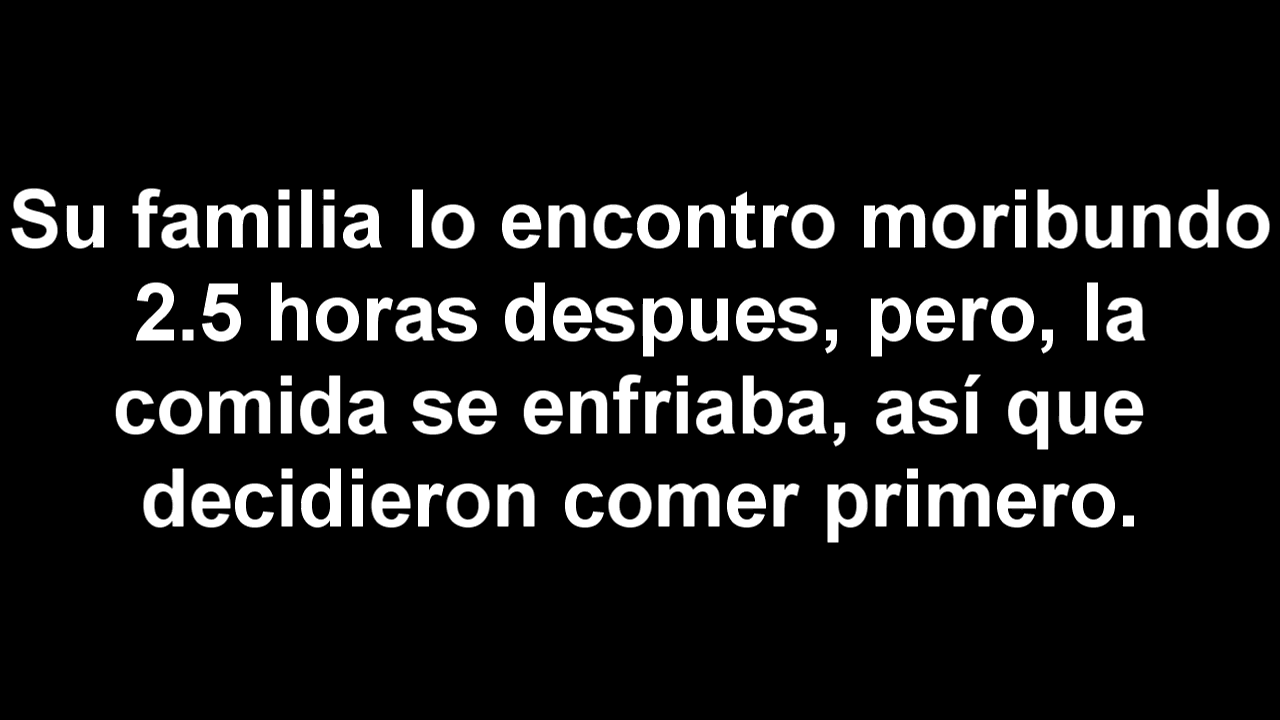 Su familia lo encontro moribundo
2.5 horas despues, pero, la
comida se enfriaba, así que
decidieron comer primero.